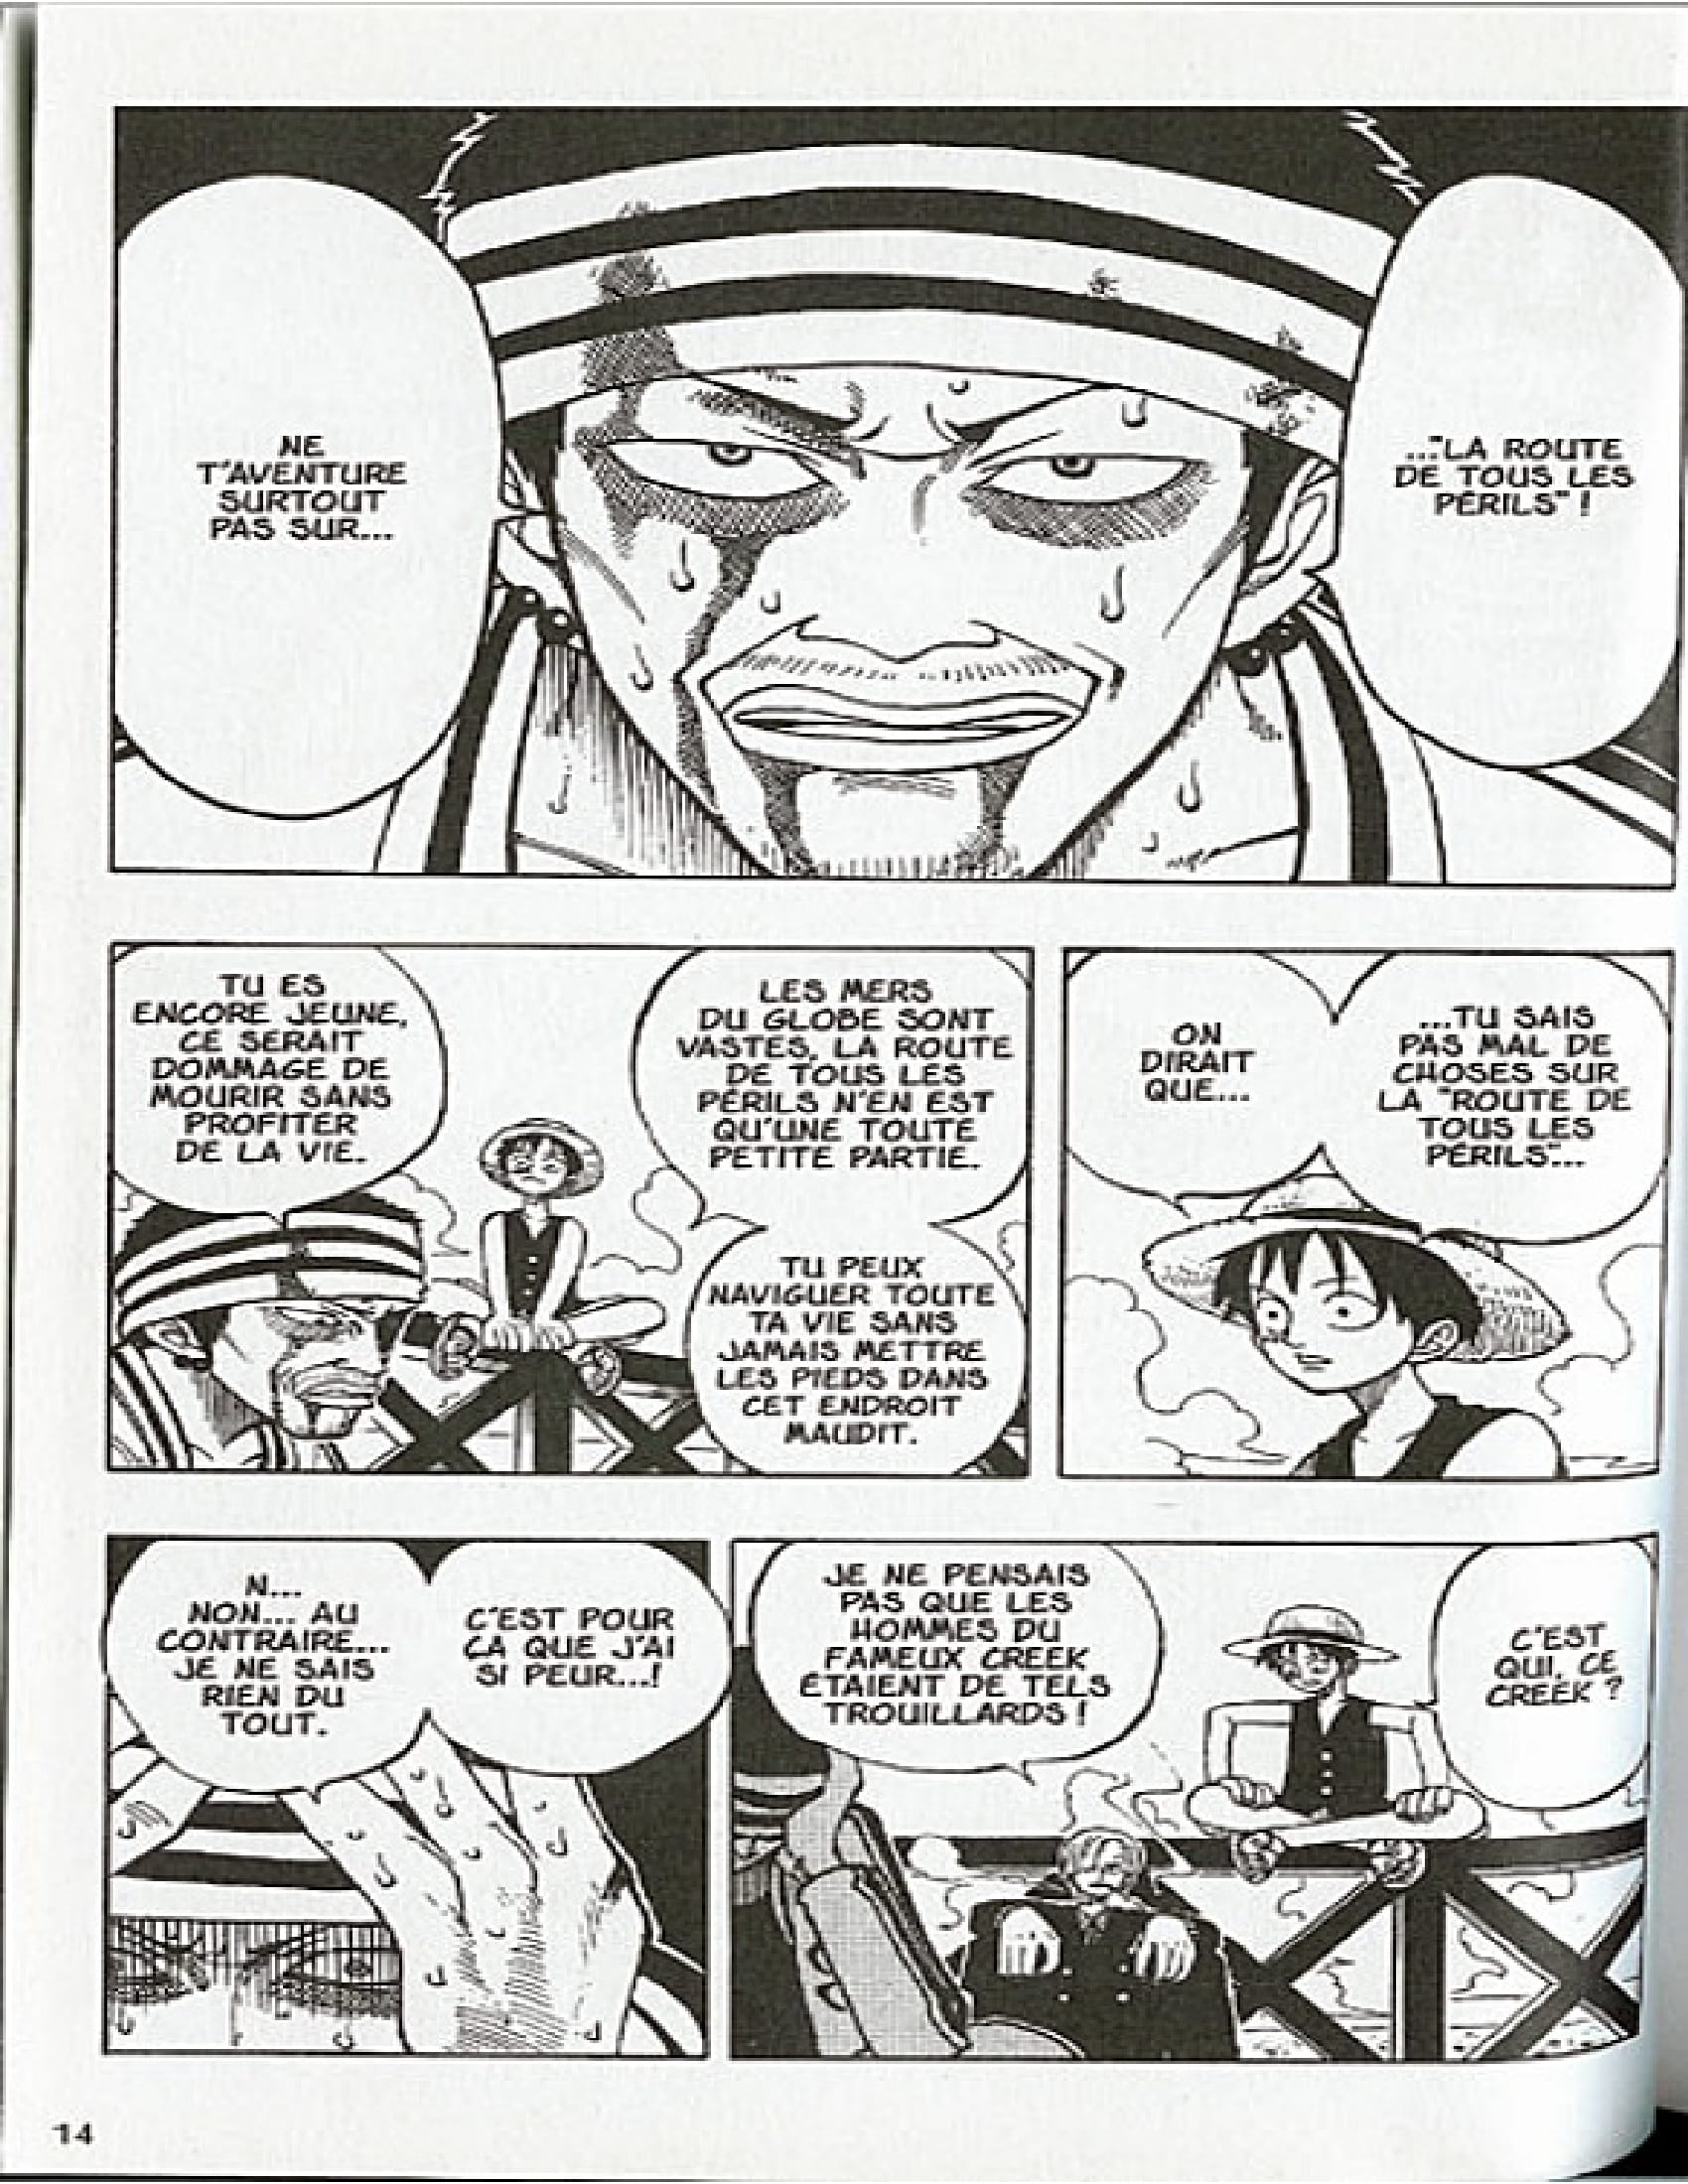 NE
T'AVENTURE
SURTOUT
PAS SUR...
..."LA ROUTE
DE TOUS LES
PÉRILS" !
TU ES
ENCORE JEUNE,
CE SERAIT
DOMMAGE DE
MOURIR SANS
PROFITER
DE LA VIE.
LES MERS
DU GLOBE SONT
VASTES, LA ROUTE
DE TOUS LES
PÉRILS N'EN EST
QU'UNE TOUTE
PETITE PARTIE.
TU PEUX
NAVIGUER TOUTE
TA VIE SANS
JAMAIS METTRE
LES PIEDS DANS
CET ENDROIT
MAUDIT.
ON
DIRAIT
QUE...
...TU SAIS
PAS MAL DE
CHOSES SUR
LA "ROUTE DE
TOUS LES
PÉRILS"...
N...
NON... AU
CONTRAIRE...
JE NE SAIS
RIEN DU
TOUT.
C'EST POUR
ÇA QUE J'AI
SI PEUR...!
JE NE PENSAIS
PAS QUE LES
HOMMES DU
FAMEUX CREEK
ÉTAIENT DE TELS
TROUILLARDS !
C'EST
QUI, CE
CREEK ?
14